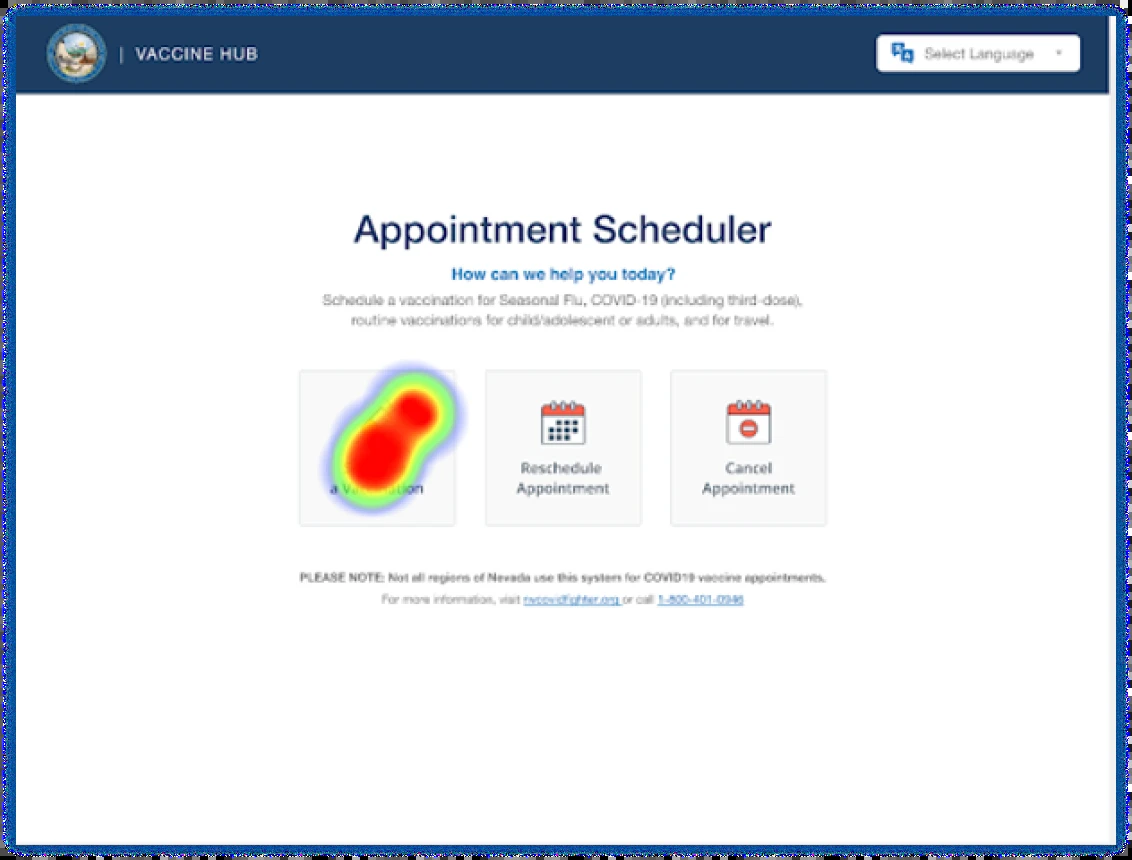 | VACCINE HUB
Select Language
Appointment Scheduler
How can we help you today?
Schedule a vaccination for Seasonal Flu, COVID-19 (including third-dose),
routine vaccinations for child/adolescent or adults, and for travel.
a
Reschedule
Appointment
Cancel
Appointment
PLEASE NOTE: Not all regions of Nevada use this system for COVID19 vaccine appointments.
For more information, visit nvcovidfighter.org or call 1-800-401-0946